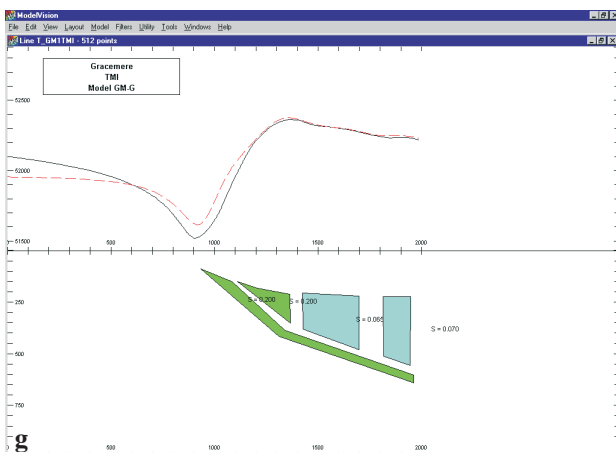 ModelVision
File Edit View Layout Model Filters Utility Tools Windows Help
Line T_GM1TMI - 512 points
Gracemere
TMI
Model GM-G
52500
52000
51500
500
1000
1500
2000
S = 0.200
S = 0.200
S = 0.065
S = 0.070
250
500
750
g
0
500
1000
1500
2000